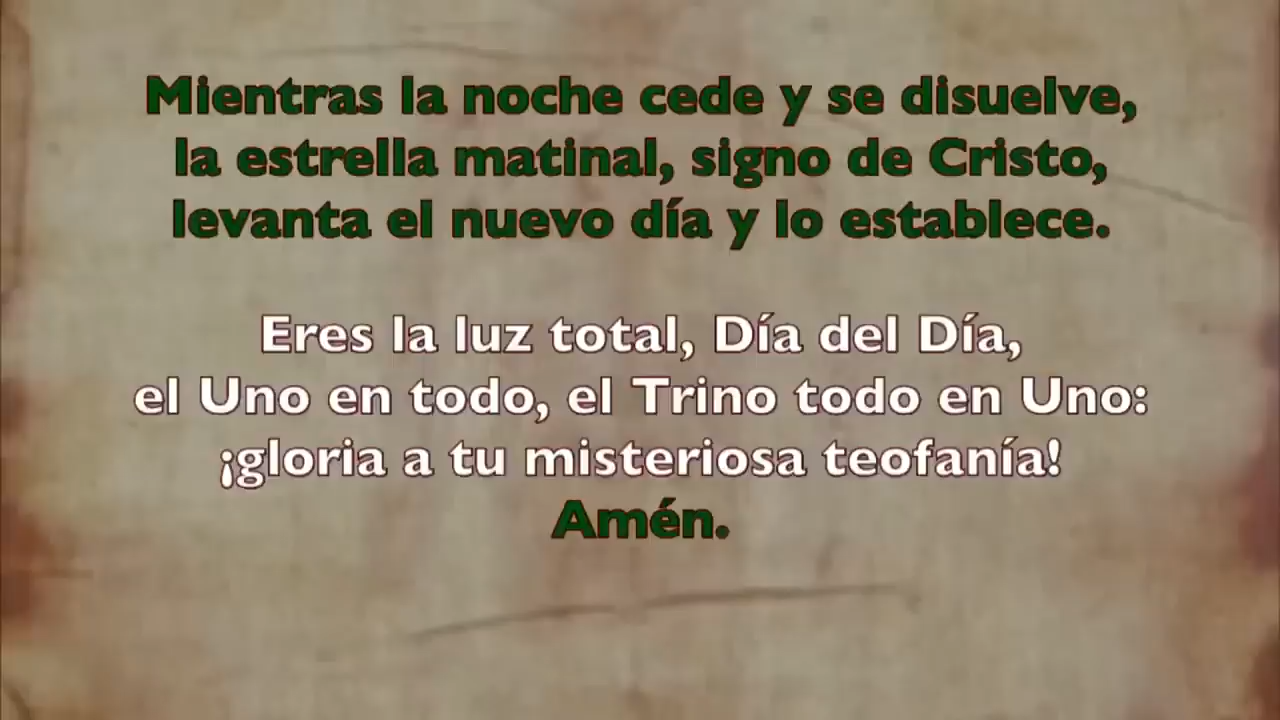 Mientras la noche cede y se disuelve,
la estrella matinal, signo de Cristo,
levanta el nuevo día y lo establece.
Eres la luz total, Día del Día,
el Uno en todo, el Trino todo en Uno:
¡gloria a tu misteriosa teofanía!
Amén.